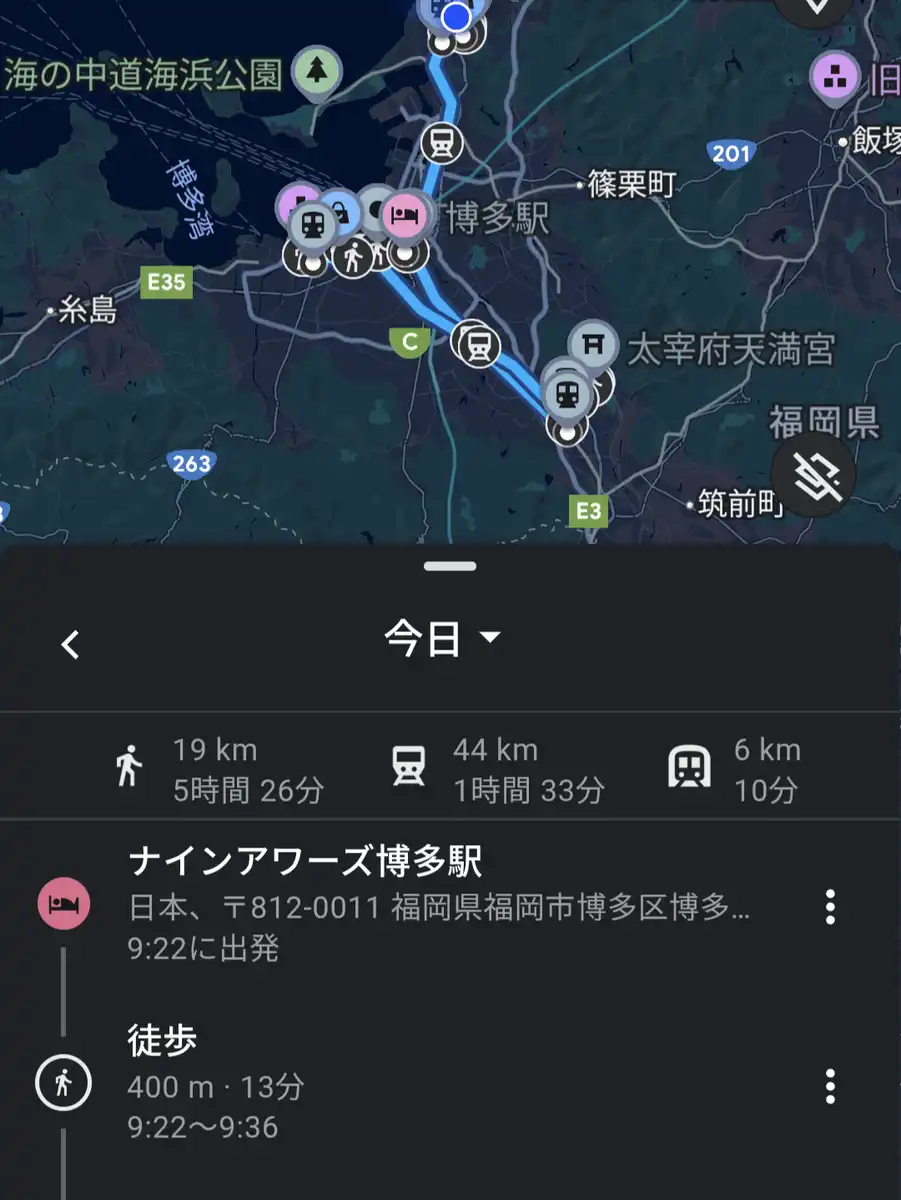 海の中道海浜公園
旧
飯塚
201
篠栗町
博多湾
博多駅
E35
糸島
C
太宰府天満宮
福岡県
263
筑前町
E3
今日
19 km
5時間 26分
44 km
1時間 33分
6 km
10分
ナインアワーズ博多駅
日本、〒812-0011 福岡県福岡市博多区博多...
9:22に出発
徒歩
400 m · 13分
9:22～9:36